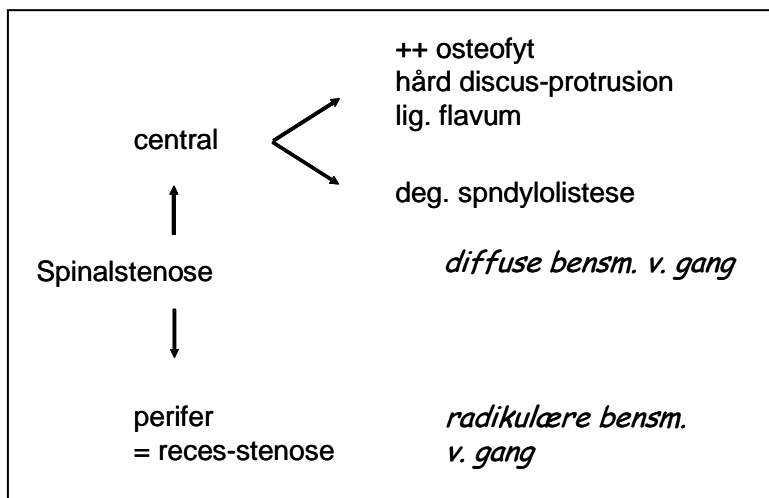 ++ osteofyt
hård discus-protrusion
lig. flavum
central
deg. spndylolistese
diffuse bensm. v. gang
Spinalstenose
perifer
= reces-stenose
radikulære bensm.
v. gang